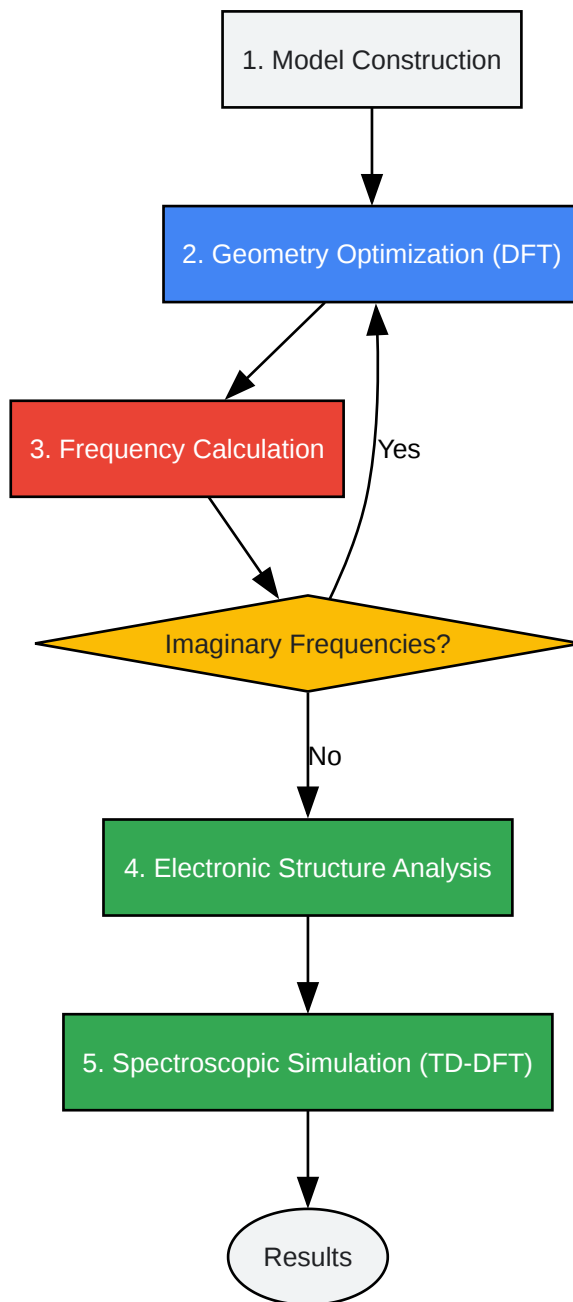 1. Model Construction
2. Geometry Optimization (DFT)
3. Frequency Calculation
Yes
Imaginary Frequencies?
No
4. Electronic Structure Analysis
5. Spectroscopic Simulation (TD-DFT)
Results